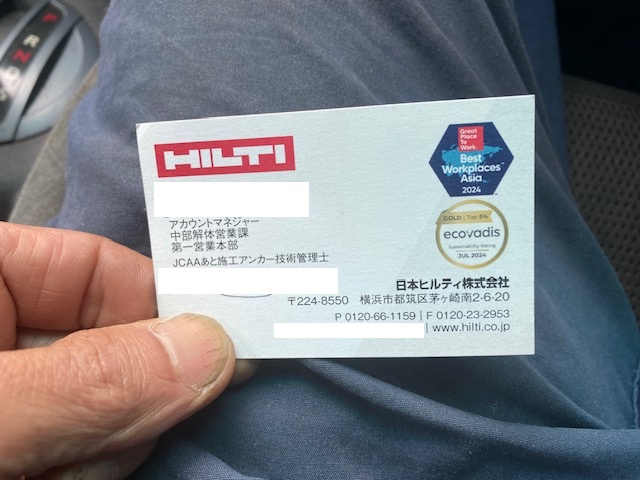 P
R
N
D
HILTI
Great
Place
To
Work.
Best
Workplaces™
Asia
2024
アカウントマネジャー
中部解体営業課
第一営業本部
JCAAあと施工アンカー技術管理士
GOLD | Top 5%
ecovadis
Sustainability Rating
JUL 2024
日本ヒルティ株式会社
〒224-8550 横浜市都筑区茅ヶ崎南2-6-20
P 0120-66-1159 | F 0120-23-2953
| www.hilti.co.jp